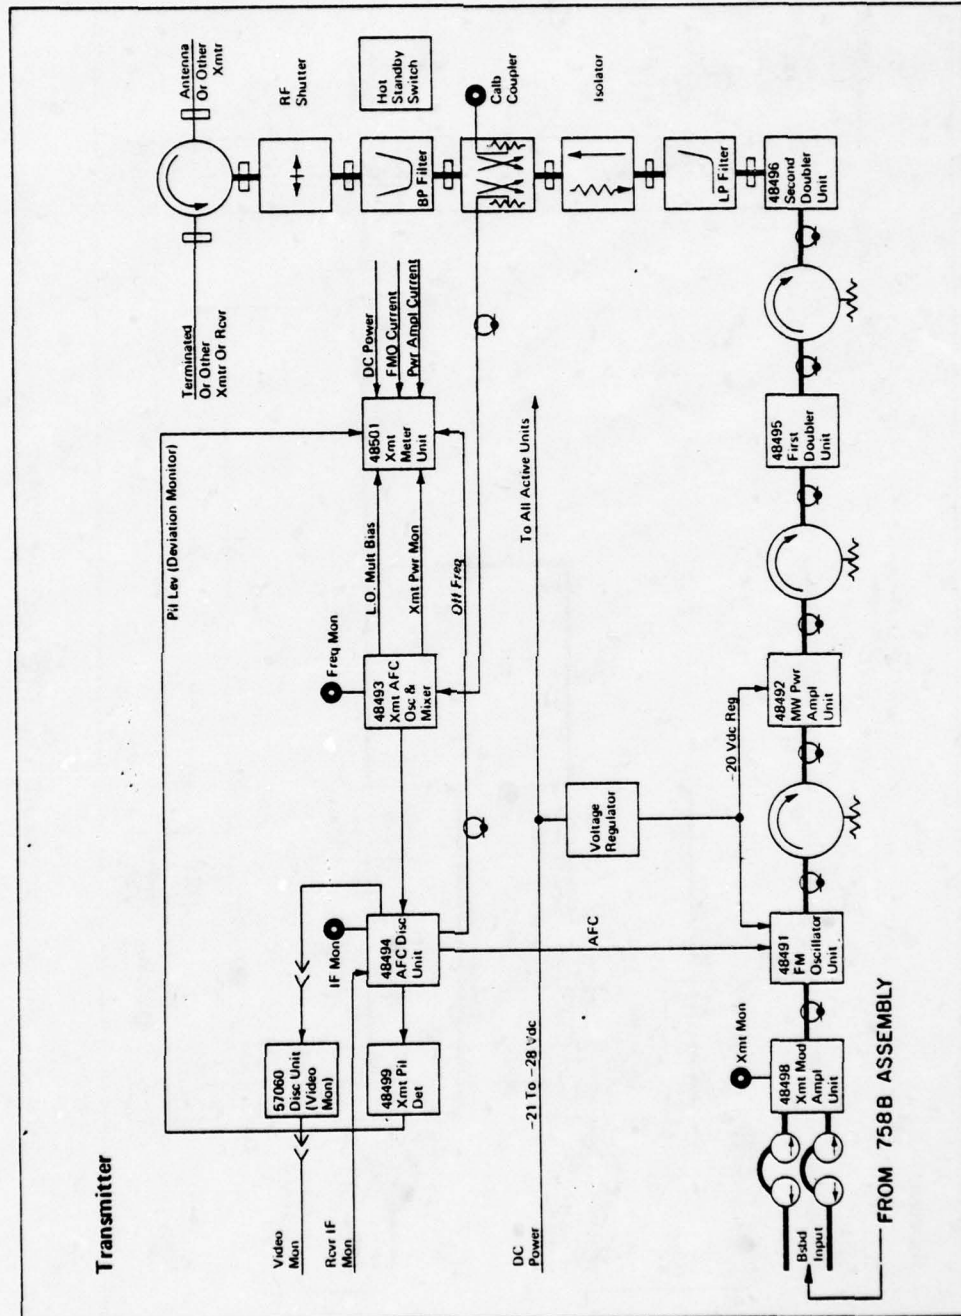 Transmitter
Video
Mon
Rcvr IF
Mon
57060
Disc Unit
(Video
Mon)
48499
Xmt Pil
Det
IF Mon
48494
AFC Disc
Unit
Pil Lev (Deviation Monitor)
Freq Mon
48493
Xmt AFC
Osc &
Mixer
L.O. Mult Bias
Xmt Pwr Mon
Off Freq
48501
Xmt
Meter
Unit
DC Power
FMO Current
Pwr Ampl Current
Terminated
Or Other
Xmtr Or Rcvr
Antenna
Or Other
Xmtr
RF
Shutter
Hot
Standby
Switch
BP Filter
Calb
Coupler
Isolator
LP Filter
48496
Second
Doubler
Unit
DC
Power
-21 To -28 Vdc
AFC
Voltage
Regulator
To All Active Units
-20 Vdc Reg
Bsbd
Input
Xmt Mon
48498
Xmt Mod
Ampl
Unit
48491
FM
Oscillator
Unit
48492
MW Pwr
Ampl
Unit
48495
First
Doubler
Unit
FROM 758B ASSEMBLY